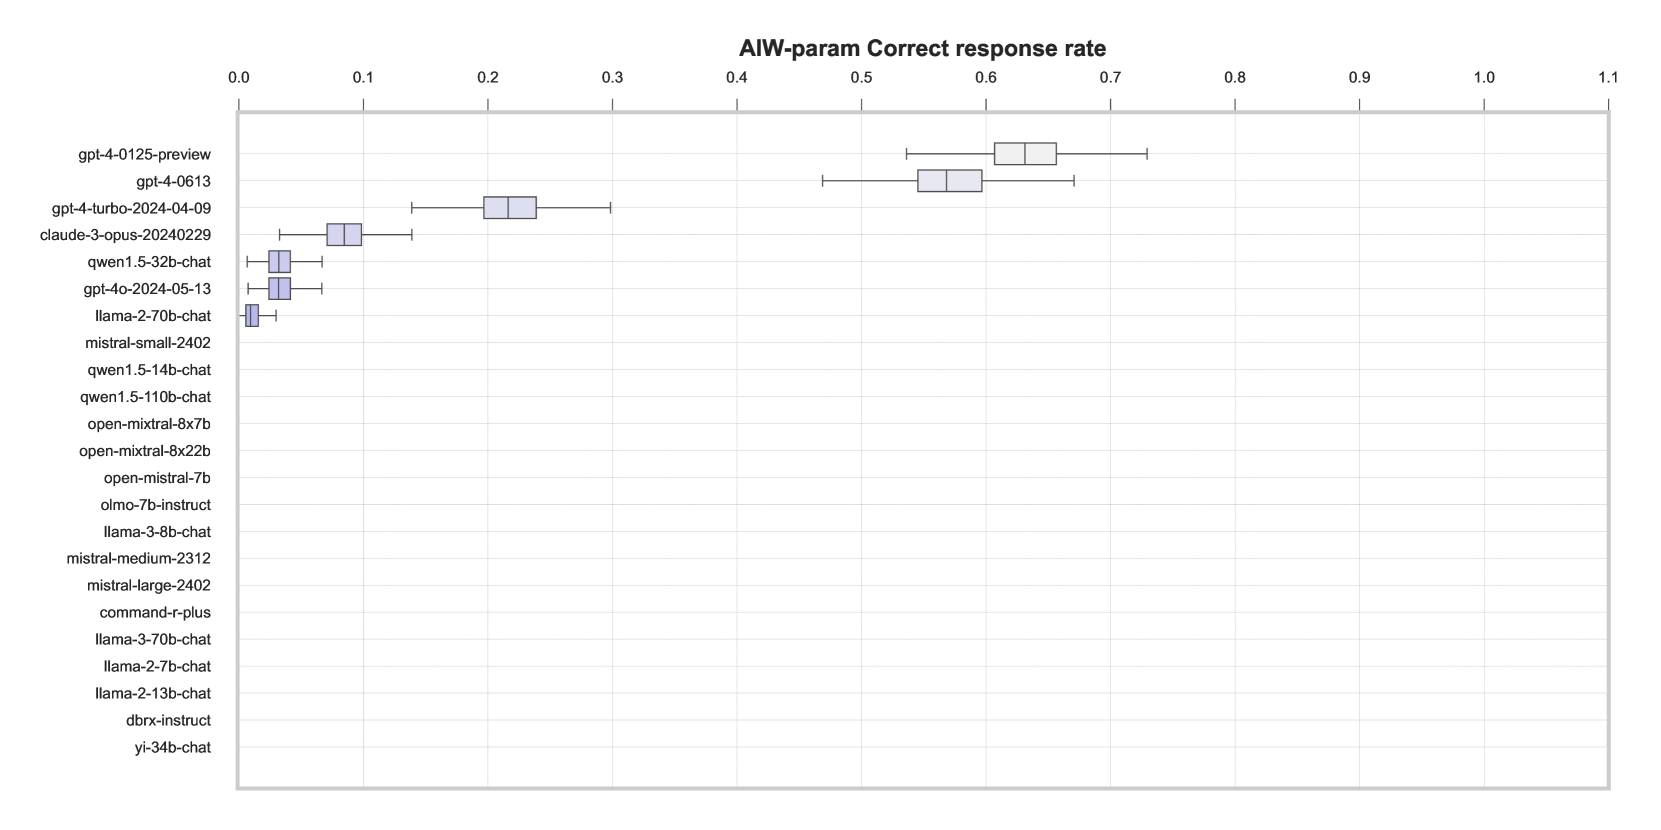 AIW-param Correct response rate
0.0 0.1 0.2 0.3 0.4 0.5 0.6 0.7 0.8 0.9 1.0 1.1
gpt-4-0125-preview
gpt-4-0613
gpt-4-turbo-2024-04-09
claude-3-opus-20240229
qwen1.5-32b-chat
gpt-4o-2024-05-13
llama-2-70b-chat
mistral-small-2402
qwen1.5-14b-chat
qwen1.5-110b-chat
open-mixtral-8x7b
open-mixtral-8x22b
open-mistral-7b
olmo-7b-instruct
llama-3-8b-chat
mistral-medium-2312
mistral-large-2402
command-r-plus
llama-3-70b-chat
llama-2-7b-chat
llama-2-13b-chat
dbrx-instruct
yi-34b-chat